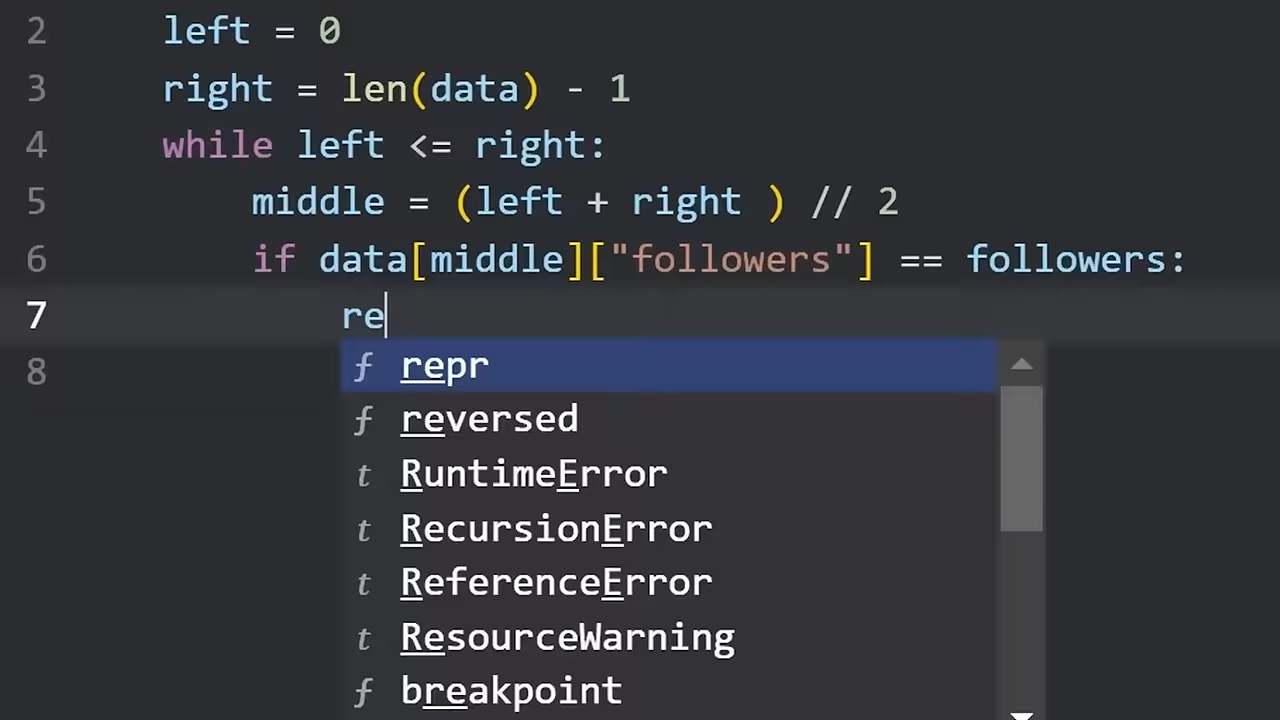 2 left = 0
3 right = len(data) - 1
4 while left <= right:
5 middle = (left + right ) // 2
6 if data[middle]["followers"] == followers:
7 re
8
f repr
f reversed
t RuntimeError
t RecursionError
t ReferenceError
t ResourceWarning
f breakpoint